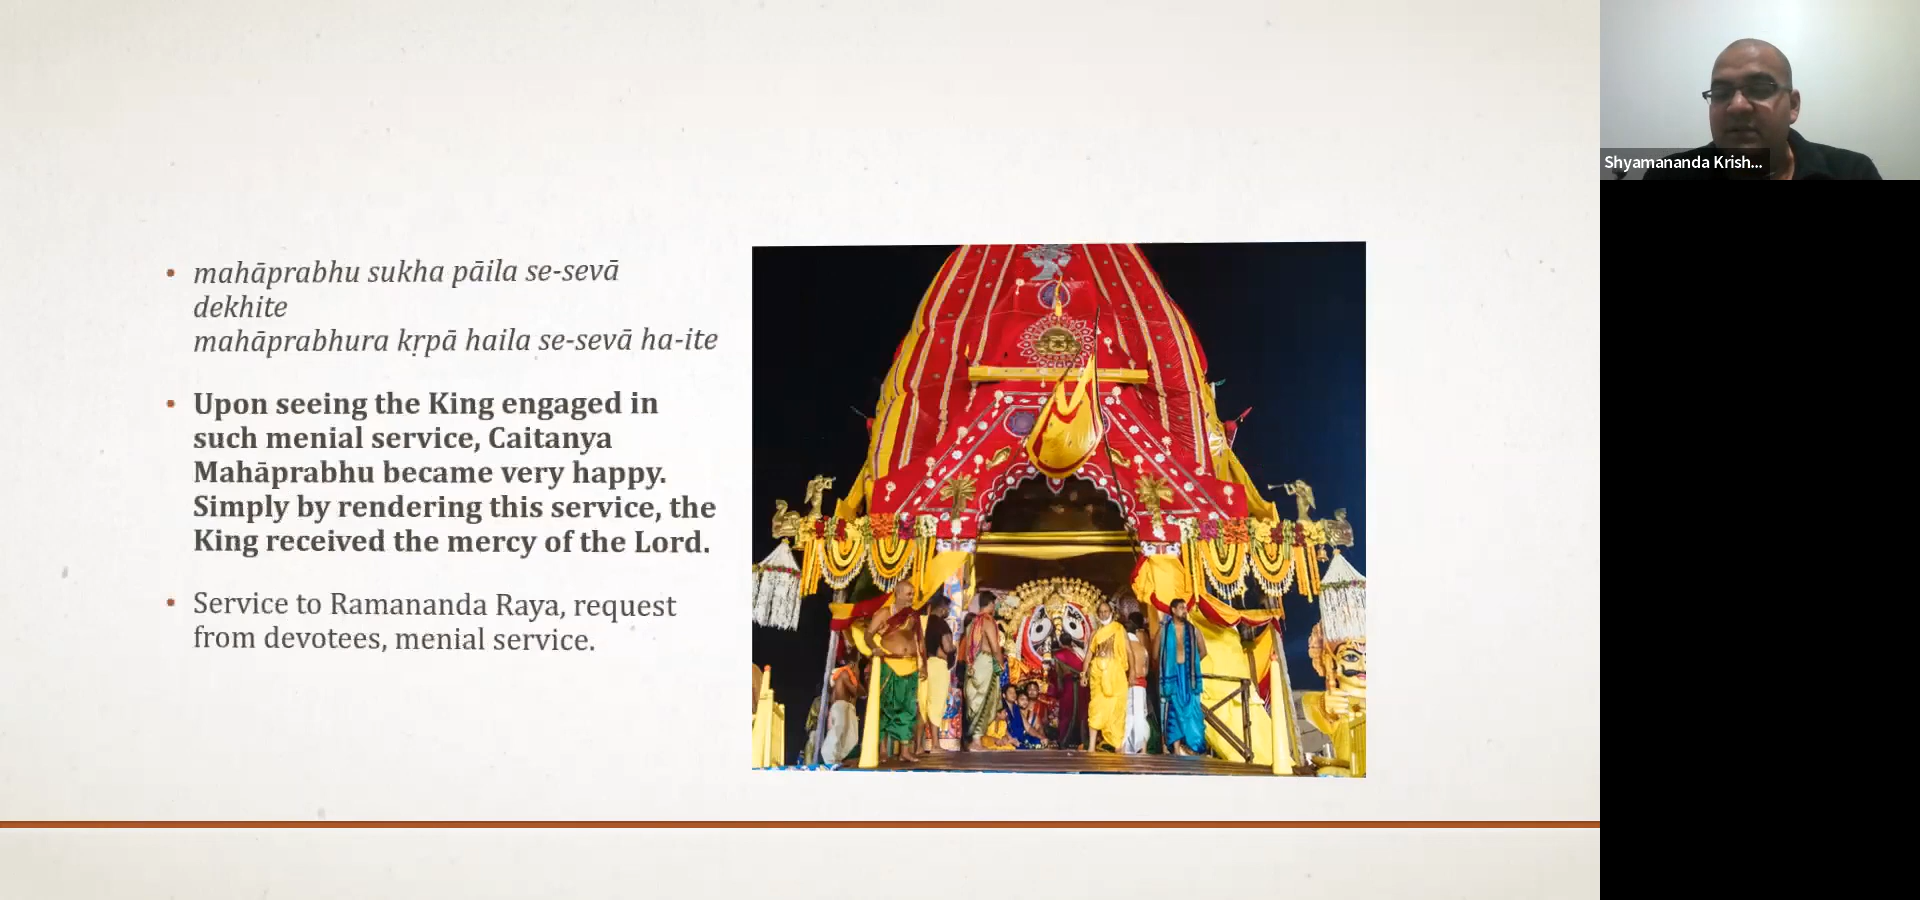 mahāprabhu sukha pāila se-sevā
dekhite
mahāprabhura kṛpā haila se-sevā ha-ite
Upon seeing the King engaged in
such menial service, Caitanya
Mahāprabhu became very happy.
Simply by rendering this service, the
King received the mercy of the Lord.
Service to Ramananda Raya, request
from devotees, menial service.
Shyamananda Krish...